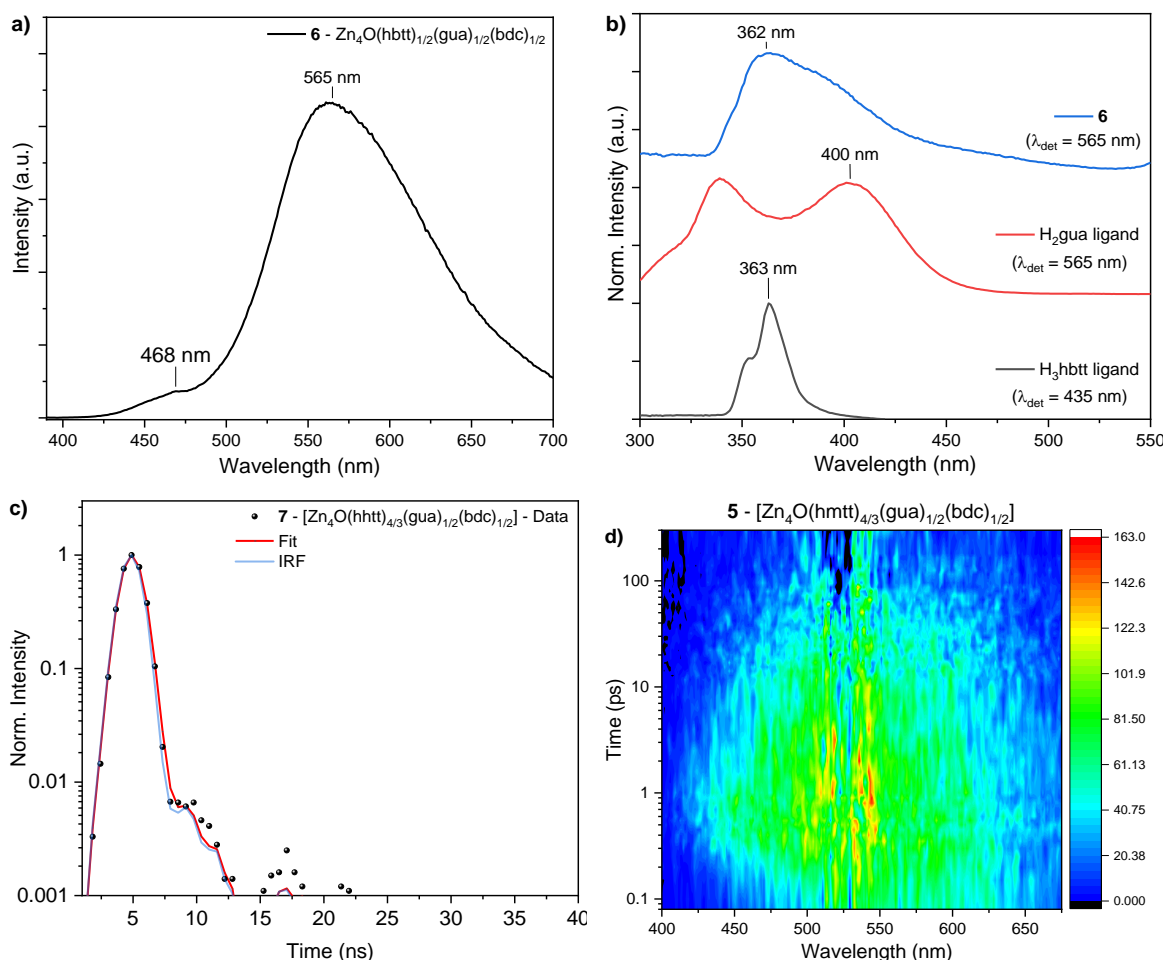 a)
6 - Zn₄O(hbtt)₁/₂(gua)₁/₂(bdc)₁/₂
565 nm
468 nm
Intensity (a.u.)
400 450 500 550 600 650 700
Wavelength (nm)
b)
362 nm
6
(λdet = 565 nm)
400 nm
H₂gua ligand
(λdet = 565 nm)
363 nm
H₃hbtt ligand
(λdet = 435 nm)
Norm. Intensity (a.u.)
300 350 400 450 500 550
Wavelength (nm)
c)
7 - [Zn₄O(hhtt)₄/₃(gua)₁/₂(bdc)₁/₂] - Data
Fit
IRF
1
0.1
0.01
0.001
Norm. Intensity
5 10 15 20 25 30 35 40
Time (ns)
d)
5 - [Zn₄O(hmtt)₄/₃(gua)₁/₂(bdc)₁/₂]
100
10
1
0.1
Time (ps)
400 450 500 550 600 650
Wavelength (nm)
163.0
142.6
122.3
101.9
81.50
61.13
40.75
20.38
0.000